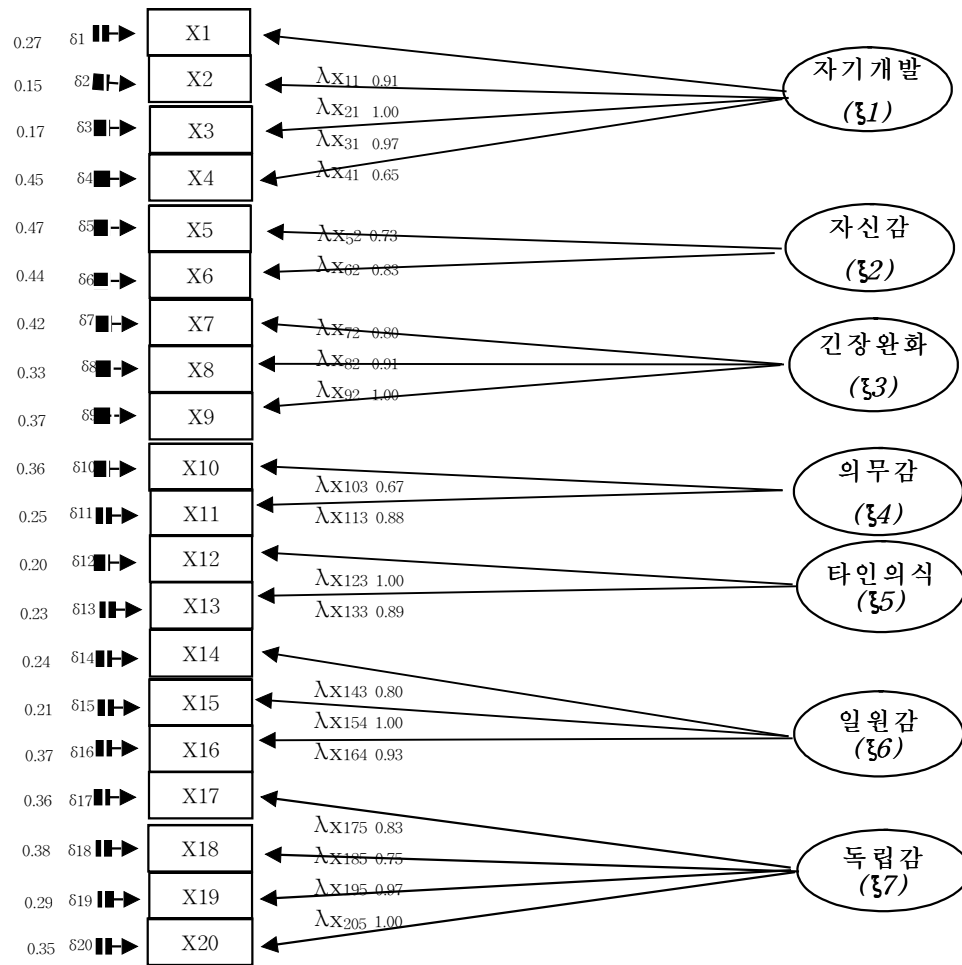 0.27 δ1 X1
0.15 δ2 X2
0.17 δ3 X3
0.45 δ4 X4
λX11 0.91
λX21 1.00
λX31 0.97
λX41 0.65
자기개발
(ξ1)
0.47 δ5 X5
0.44 δ6 X6
λX52 0.73
λX62 0.83
자신감
(ξ2)
0.42 δ7 X7
0.33 δ8 X8
0.37 δ9 X9
λX72 0.80
λX82 0.91
λX92 1.00
긴장완화
(ξ3)
0.36 δ10 X10
0.25 δ11 X11
λX103 0.67
λX113 0.88
의무감
(ξ4)
0.20 δ12 X12
0.23 δ13 X13
λX123 1.00
λX133 0.89
타인의식
(ξ5)
0.24 δ14 X14
0.21 δ15 X15
0.37 δ16 X16
λX143 0.80
λX154 1.00
λX164 0.93
일원감
(ξ6)
0.36 δ17 X17
0.38 δ18 X18
0.29 δ19 X19
0.35 δ20 X20
λX175 0.83
λX185 0.75
λX195 0.97
λX205 1.00
독립감
(ξ7)